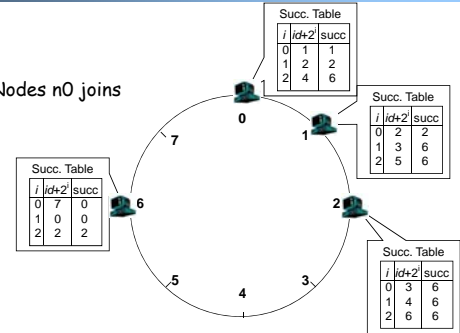 Succ. Table
i id+2^i succ
0 1 1
1 2 2
2 4 6
Nodes n0 joins
Succ. Table
i id+2^i succ
0 2 2
1 3 6
2 5 6
0
1
7
Succ. Table
i id+2^i succ
0 7 0
1 0 0
2 2 2
6
2
Succ. Table
i id+2^i succ
0 3 6
1 4 6
2 6 6
5
3
4